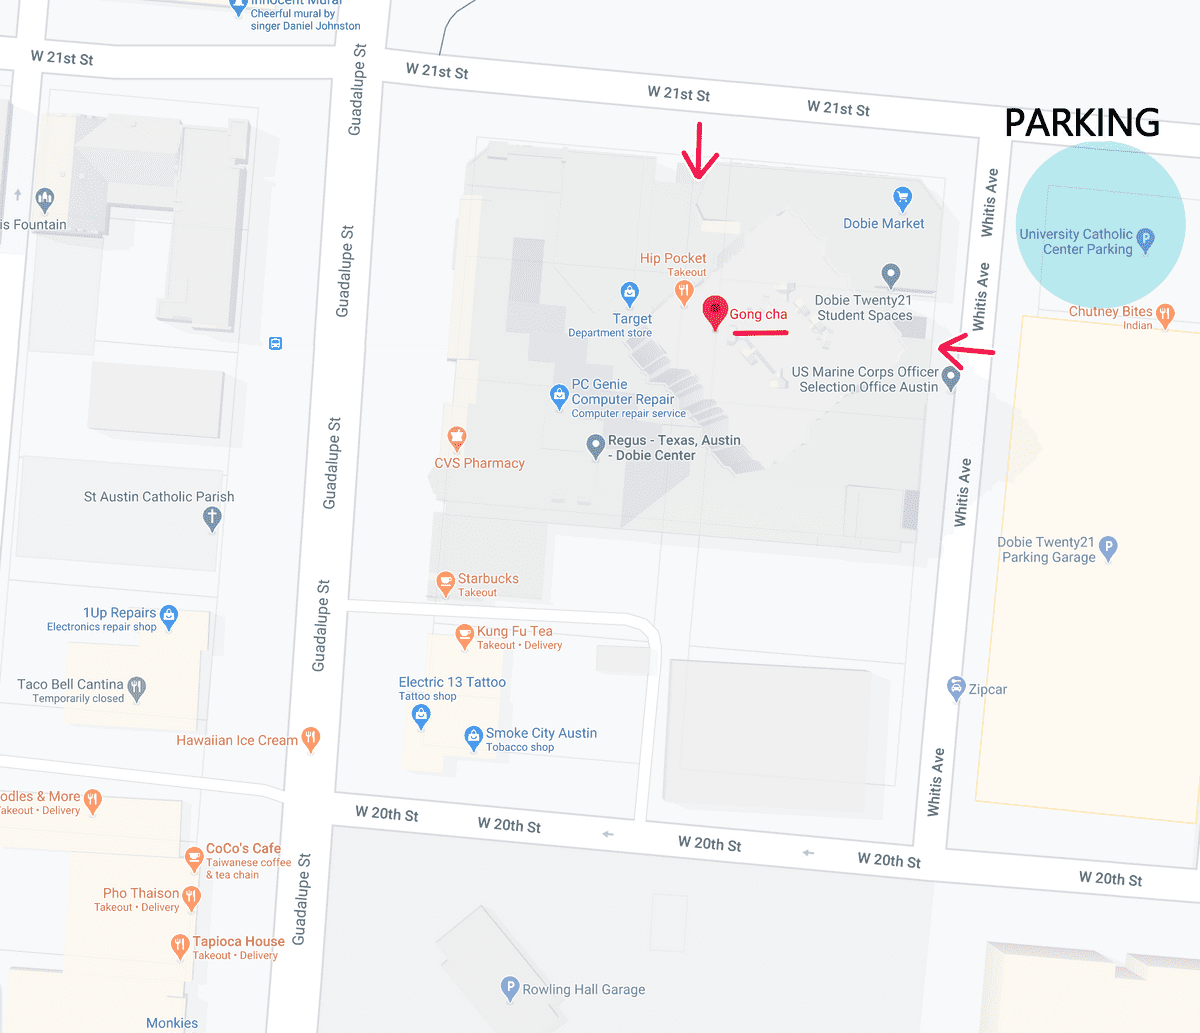 Innocent Mural
Cheerful mural by
singer Daniel Johnston
W 21st St
W 21st St
W 21st St
W 21st St
Guadalupe St
PARKING
Whitis Ave
is Fountain
Dobie Market
University Catholic
Center Parking
Guadalupe St
Hip Pocket
Takeout
Whitis Ave
Dobie Twenty21
Student Spaces
Target
Department store
Gong cha
Chutney Bites
Indian
US Marine Corps Officer
Selection Office Austin
PC Genie
Computer Repair
Computer repair service
Guadalupe St
Regus - Texas, Austin
- Dobie Center
CVS Pharmacy
Whitis Ave
St Austin Catholic Parish
Dobie Twenty21
Parking Garage
Starbucks
Takeout
Guadalupe St
1Up Repairs
Electronics repair shop
Kung Fu Tea
Takeout • Delivery
Taco Bell Cantina
Temporarily closed
Electric 13 Tattoo
Tattoo shop
Zipcar
Hawaiian Ice Cream
Smoke City Austin
Tobacco shop
Whitis Ave
odles & More
Takeout • Delivery
W 20th St
W 20th St
W 20th St
W 20th St
W 20th St
CoCo's Cafe
Taiwanese coffee
& tea chain
Guadalupe St
Pho Thaison
Takeout • Delivery
Tapioca House
Takeout • Delivery
Rowling Hall Garage
Monkies